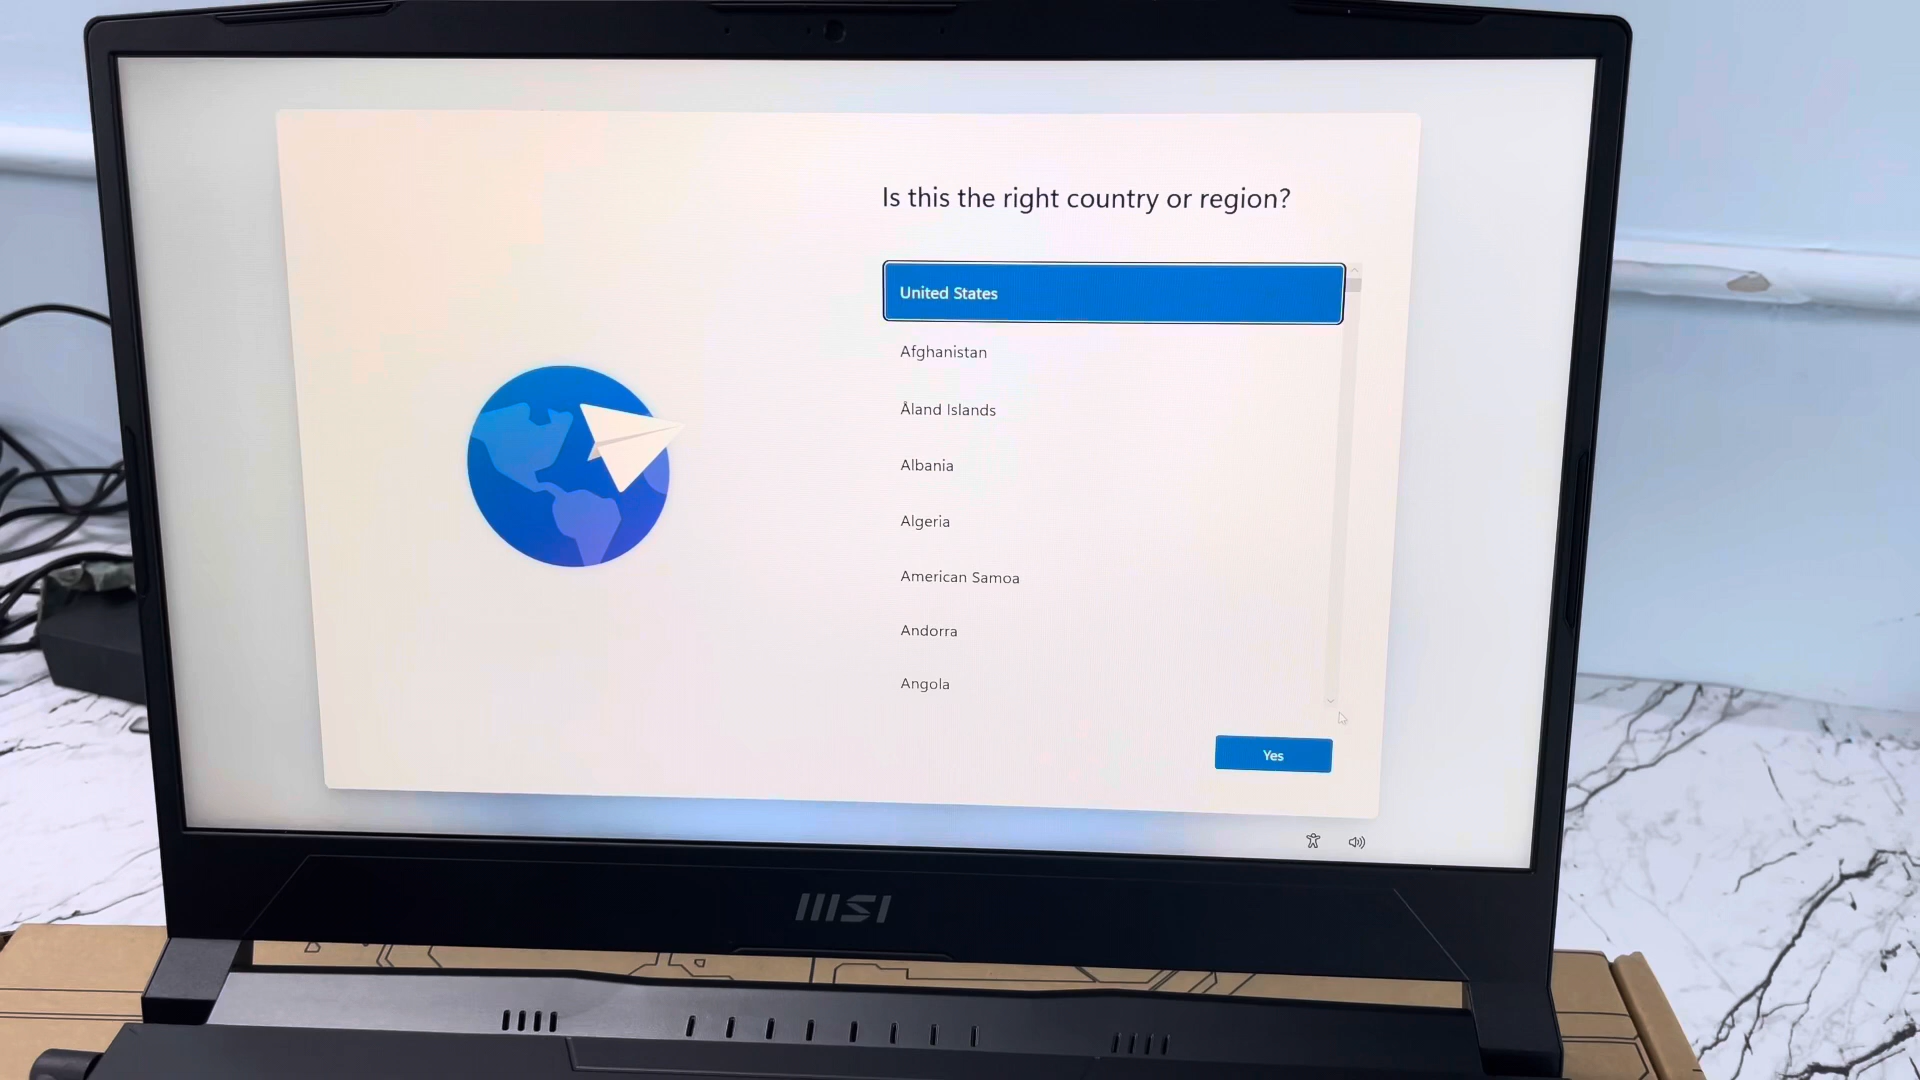 Is this the right country or region?
United States
Afghanistan
Åland Islands
Albania
Algeria
American Samoa
Andorra
Angola
Yes
msi